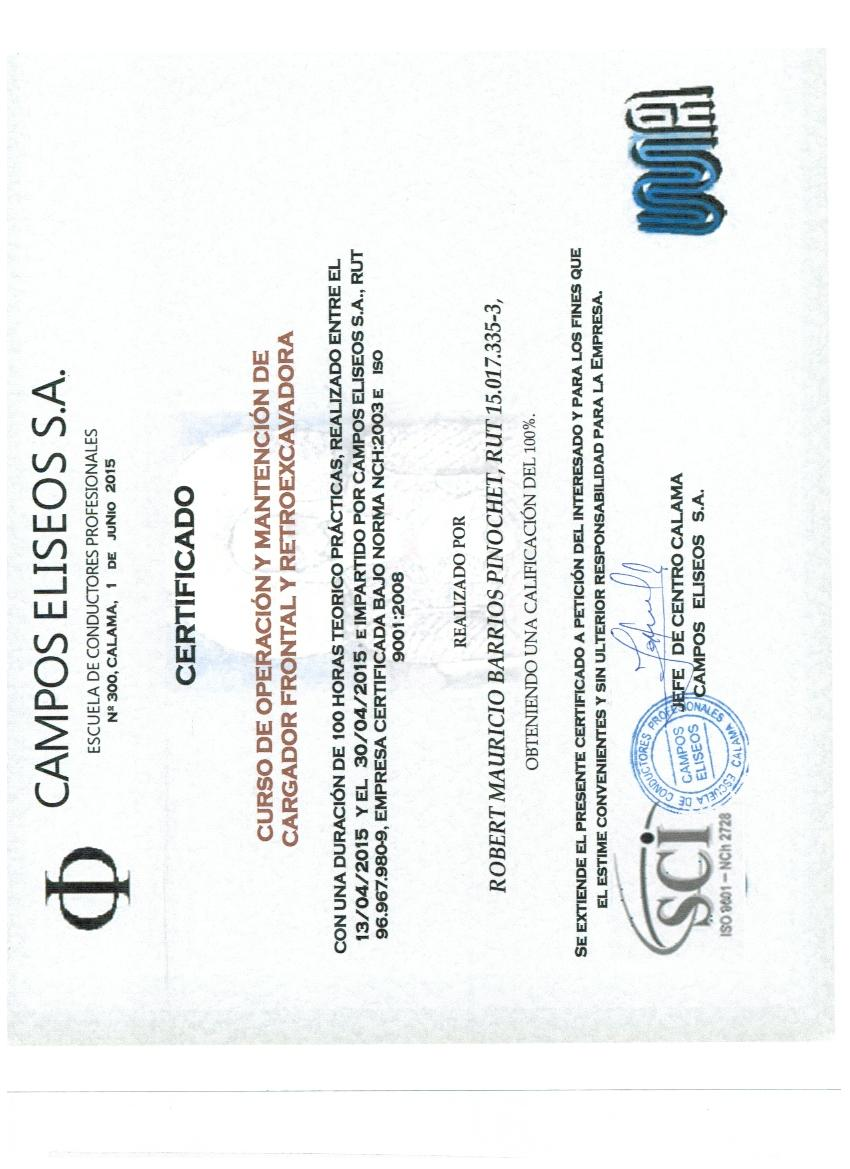 CAMPOS ELISEOS S.A.
ESCUELA DE CONDUCTORES PROFESIONALES
Nº 300, CALAMA, 1 DE JUNIO 2015
CERTIFICADO
CURSO DE OPERACIÓN Y MANTENCIÓN DE
CARGADOR FRONTAL Y RETROEXCAVADORA
CON UNA DURACIÓN DE 100 HORAS TEORICO PRÁCTICAS, REALIZADO ENTRE EL
13/04/2015 Y EL 30/04/2015, E IMPARTIDO POR CAMPOS ELISEOS S.A., RUT
96.967.980-9, EMPRESA CERTIFICADA BAJO NORMA NCH:2003 E ISO
9001:2008
REALIZADO POR
ROBERT MAURICIO BARRIOS PINOCHET, RUT 15.017.335-3,
OBTENIENDO UNA CALIFICACIÓN DEL 100%.
SE EXTIENDE EL PRESENTE CERTIFICADO A PETICIÓN DEL INTERESADO Y PARA LOS FINES QUE
EL ESTIME CONVENIENTES Y SIN ULTERIOR RESPONSABILIDAD PARA LA EMPRESA.
SCI
ISO 9001 – NCh 2728
ESCUELA DE CONDUCTORES PROFESIONALES
CAMPOS
ELISEOS
CALAMA
JEFE DE CENTRO CALAMA
CAMPOS ELISEOS S.A.